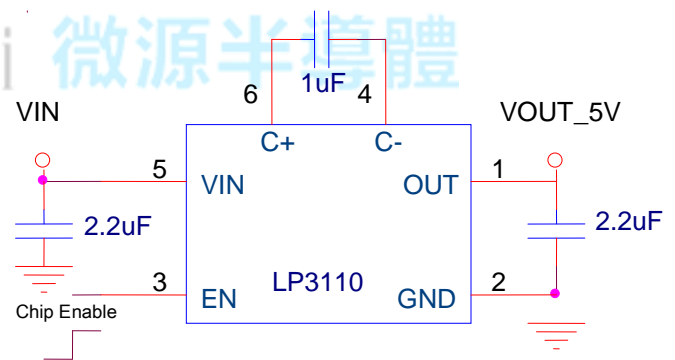 i 微源半導體
1uF
6
4
VIN
VOUT_5V
C+
C-
5
VIN
OUT
1
2.2uF
2.2uF
3
EN
LP3110
GND
2
Chip Enable